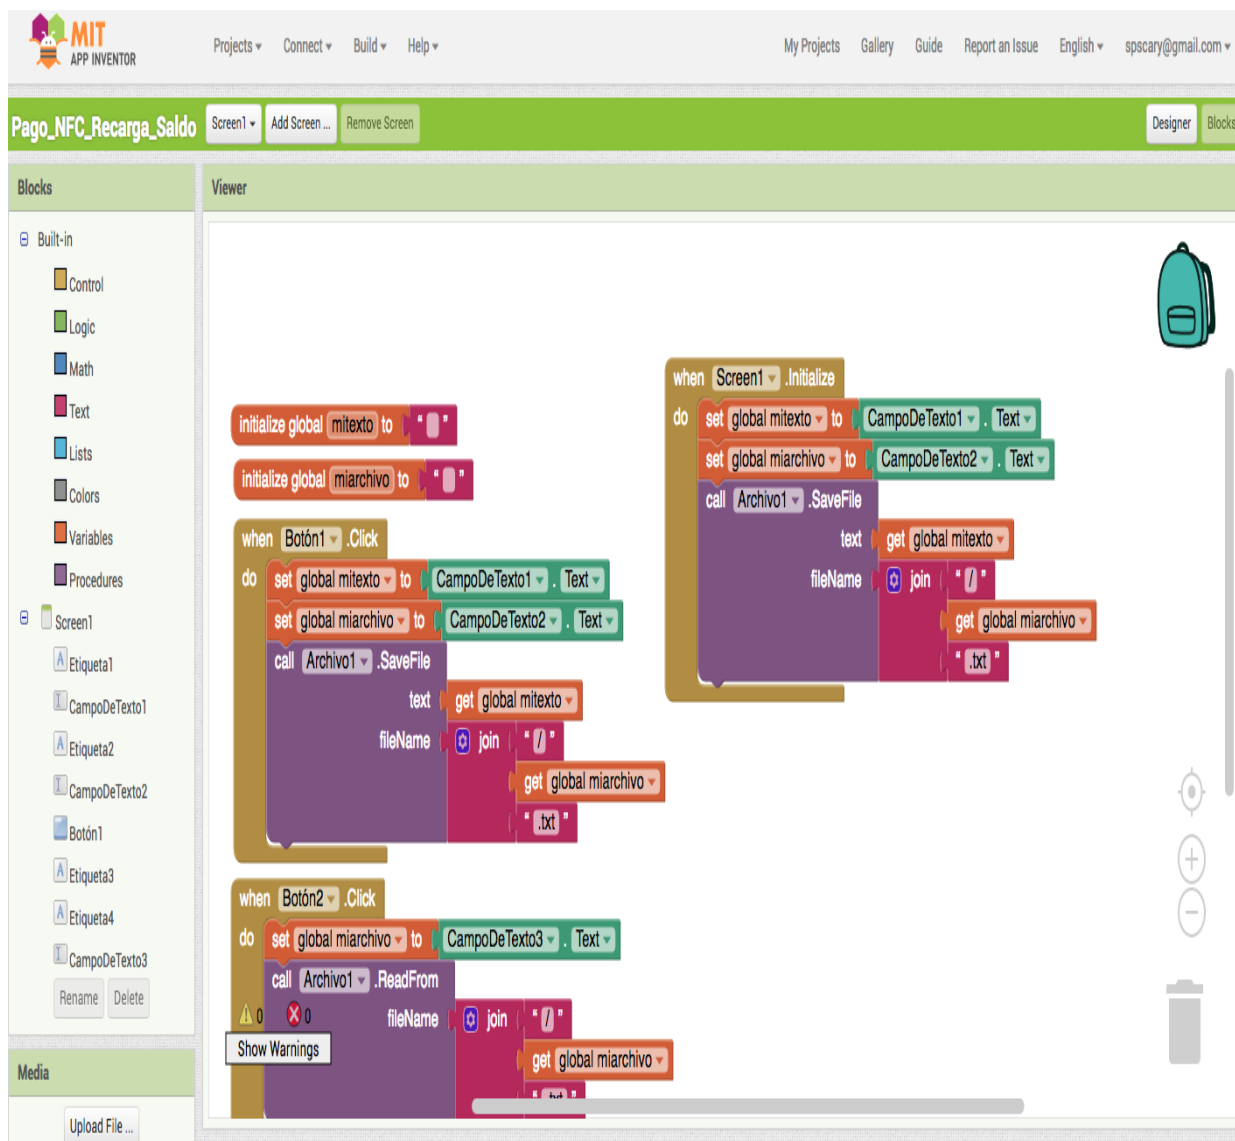 MIT
APP INVENTOR
Projects Connect Build Help My Projects Gallery Guide Report an Issue English spscary@gmail.com
Pago_NFC_Recarga_Saldo Screen1 Add Screen ... Remove Screen Designer Blocks
Blocks
Viewer
Built-in
Control
Logic
Math
Text
Lists
Colors
Variables
Procedures
Screen1
Etiqueta1
CampoDeTexto1
Etiqueta2
CampoDeTexto2
Botón1
Etiqueta3
Etiqueta4
CampoDeTexto3
Rename Delete
Media
Upload File ...
initialize global mitexto to “ ”
initialize global miarchivo to “ ”
when Botón1 .Click
do set global mitexto to CampoDeTexto1 . Text
set global miarchivo to CampoDeTexto2 . Text
call Archivo1 .SaveFile
text get global mitexto
fileName join “ / ”
get global miarchivo
“ .txt ”
when Botón2 .Click
do set global miarchivo to CampoDeTexto3 . Text
call Archivo1 .ReadFrom
fileName join “ / ”
get global miarchivo
“ .txt ”
0 0
Show Warnings
when Screen1 .Initialize
do set global mitexto to CampoDeTexto1 . Text
set global miarchivo to CampoDeTexto2 . Text
call Archivo1 .SaveFile
text get global mitexto
fileName join “ / ”
get global miarchivo
“ .txt ”